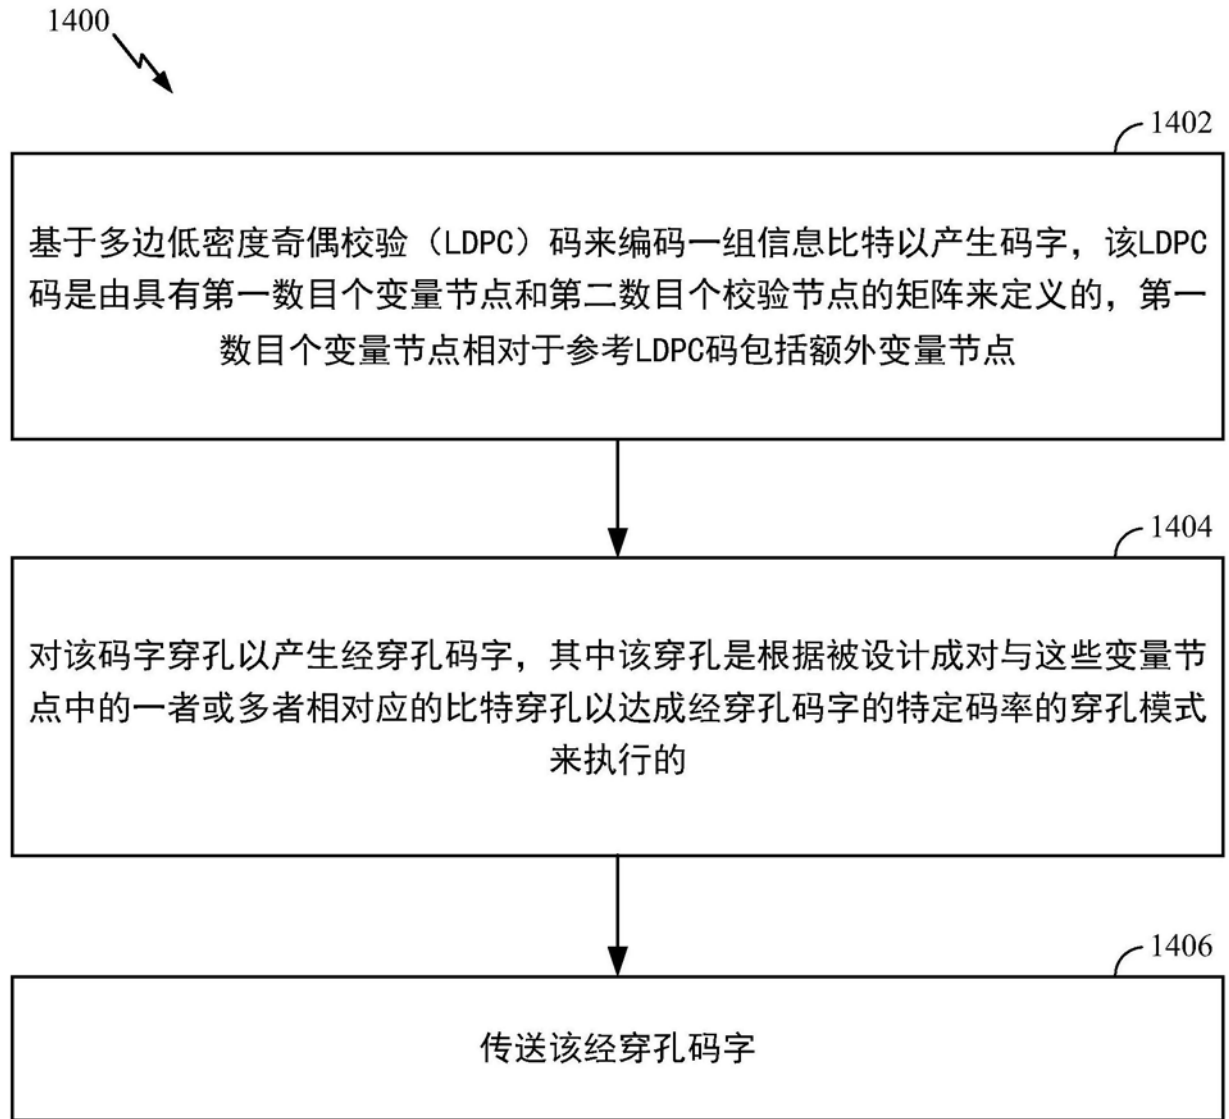 1400
1402
基于多边低密度奇偶校验（LDPC）码来编码一组信息比特以产生码字，该LDPC
码是由具有第一数目个变量节点和第二数目个校验节点的矩阵来定义的，第一
数目个变量节点相对于参考LDPC码包括额外变量节点
1404
对该码字穿孔以产生经穿孔码字，其中该穿孔是根据被设计成对与这些变量节
点中的一者或多者相对应的比特穿孔以达成经穿孔码字的特定码率的穿孔模式
来执行的
1406
传送该经穿孔码字